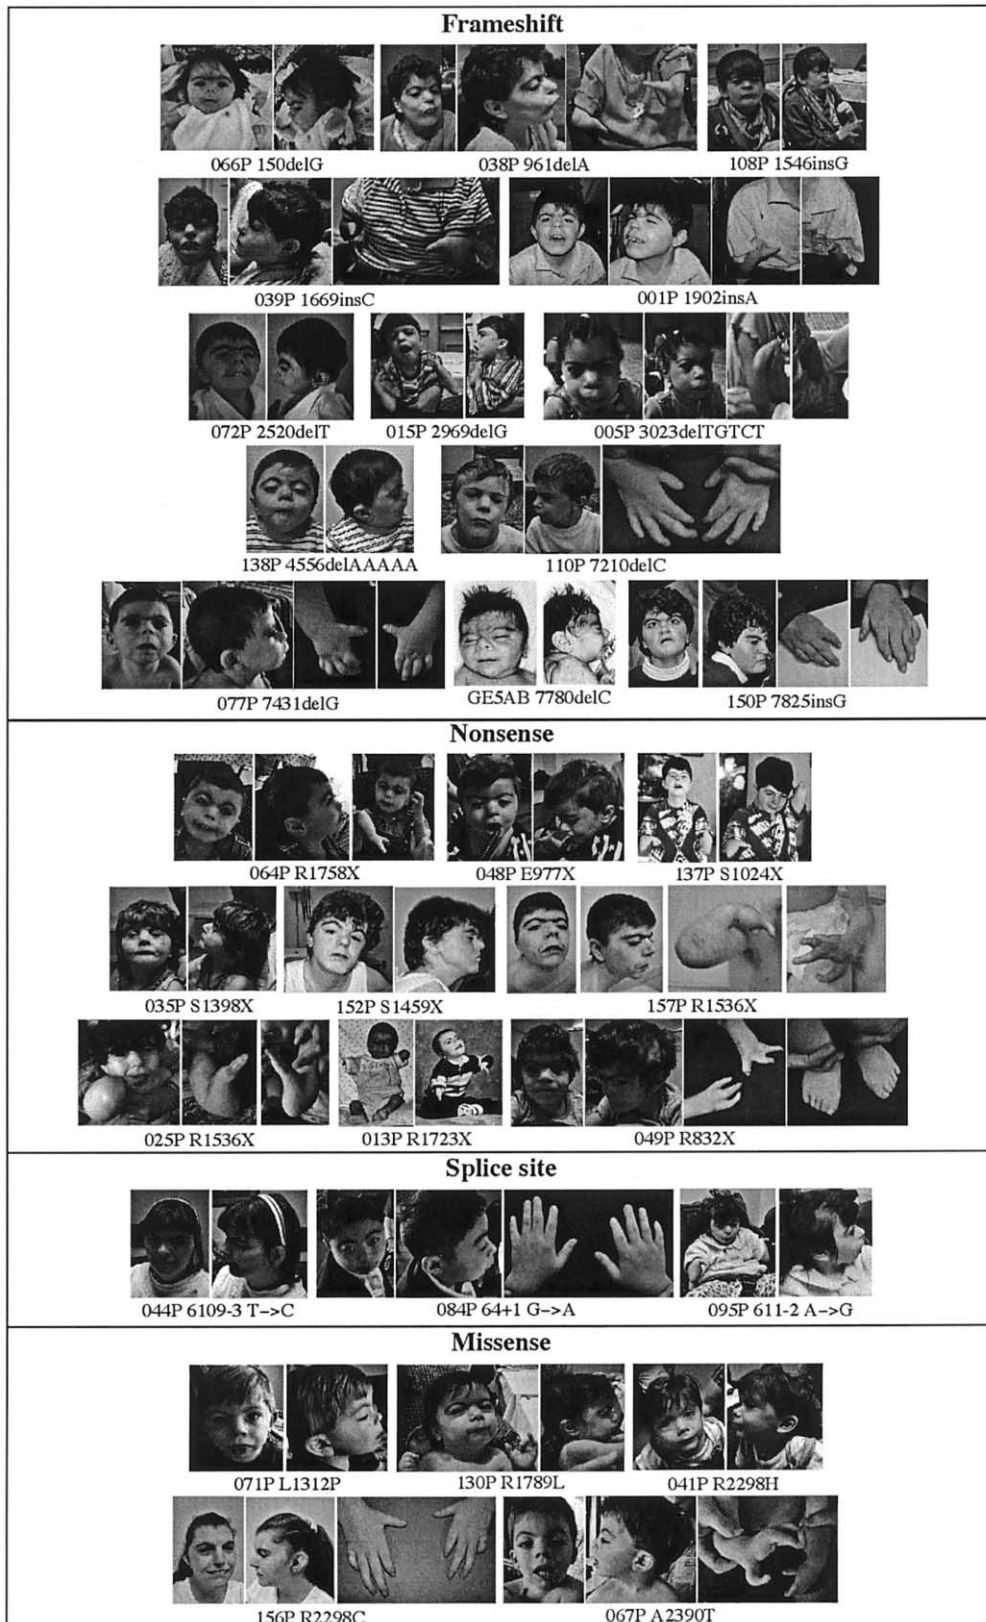 Frameshift
066P 150delG
038P 961delA
108P 1546insG
039P 1669insC
001P 1902insA
072P 2520delT
015P 2969delG
005P 3023delTGTCT
138P 4556delAAAAA
110P 7210delC
077P 7431delG
GE5AB 7780delC
150P 7825insG
Nonsense
064P R1758X
048P E977X
137P S1024X
035P S1398X
152P S1459X
157P R1536X
025P R1536X
013P R1723X
049P R832X
Splice site
044P 6109-3 T->C
084P 64+1 G->A
095P 611-2 A->G
Missense
071P L1312P
130P R1789L
041P R2298H
156P R2298C
067P A2390T